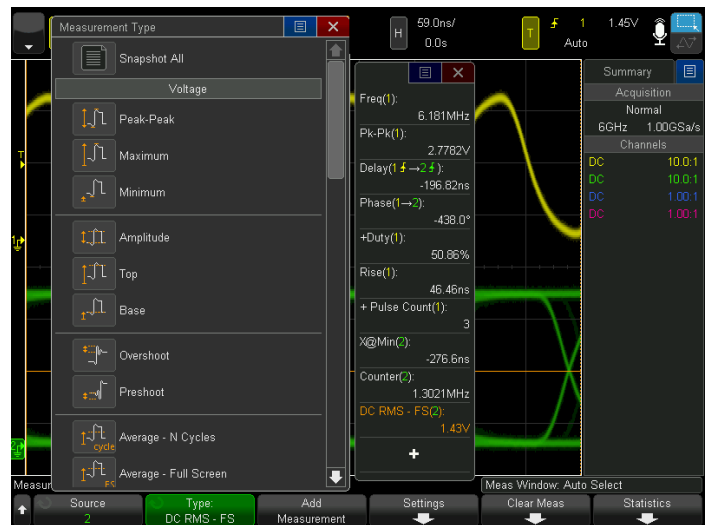 Measurement Type
H
59.0ns/
0.0s
T
1
1.45V
Auto
Snapshot All
Voltage
Peak-Peak
Maximum
Minimum
Amplitude
Top
Base
Overshoot
Preshoot
cycle
Average - N Cycles
FS
Average - Full Screen
Freq(1):
6.181MHz
Pk-Pk(1):
2.7782V
Delay(1→2):
-196.82ns
Phase(1→2):
-438.0°
+Duty(1):
50.86%
Rise(1):
46.46ns
+ Pulse Count(1):
3
X@Min(2):
-276.6ns
Counter(2):
1.3021MHz
DC RMS - FS(2):
1.43V
+
Summary
Acquisition
Normal
6GHz 1.00GSa/s
Channels
DC 10.0:1
DC 10.0:1
DC 1.00:1
DC 1.00:1
T
1
2
Measur
Meas Window: Auto Select
Source
2
Type:
DC RMS - FS
Add
Measurement
Settings
Clear Meas
Statistics